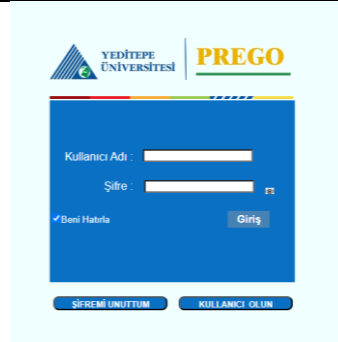 YEDİTEPE
ÜNİVERSİTESİ
PREGO
Kullanıcı Adı :
Şifre :
Beni Hatırla
Giriş
ŞİFREMİ UNUTTUM
KULLANICI OLUN